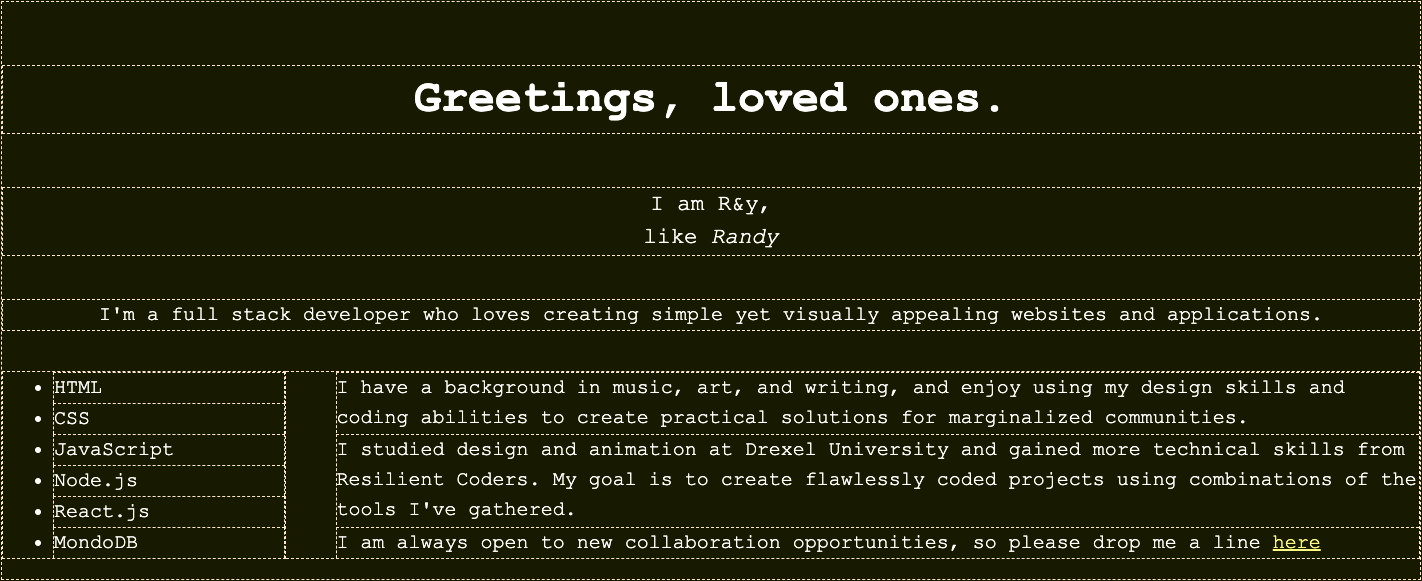 Greetings, loved ones.
I am R&y,
like Randy
I'm a full stack developer who loves creating simple yet visually appealing websites and applications.
HTML
CSS
JavaScript
Node.js
React.js
MondoDB
I have a background in music, art, and writing, and enjoy using my design skills and
coding abilities to create practical solutions for marginalized communities.
I studied design and animation at Drexel University and gained more technical skills from
Resilient Coders. My goal is to create flawlessly coded projects using combinations of the
tools I've gathered.
I am always open to new collaboration opportunities, so please drop me a line here